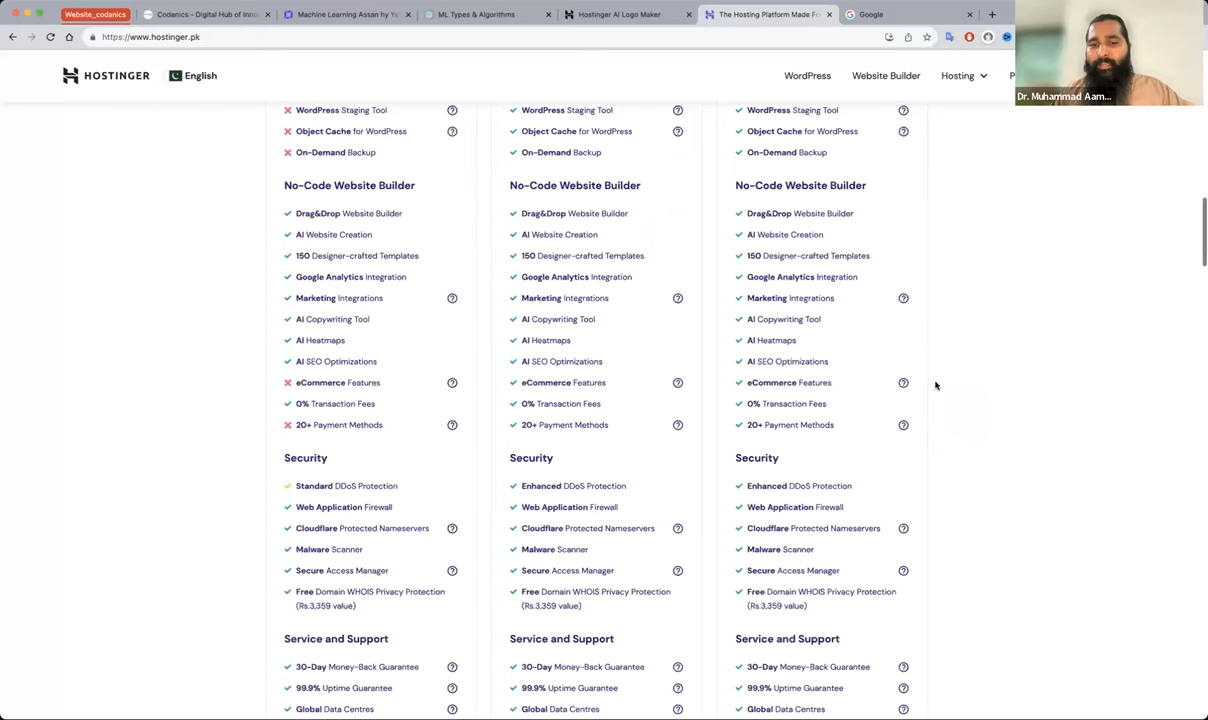 Website_codanics
Codanics - Digital Hub of Innov
Machine Learning Assan by Ya
ML Types & Algorithms
Hostinger AI Logo Maker
The Hosting Platform Made Fo
Google
https://www.hostinger.pk
Dr. Muhammad Aam...
HOSTINGER
English
WordPress
Website Builder
Hosting
P
WordPress Staging Tool
Object Cache for WordPress
On-Demand Backup
No-Code Website Builder
Drag&Drop Website Builder
AI Website Creation
150 Designer-crafted Templates
Google Analytics Integration
Marketing Integrations
AI Copywriting Tool
AI Heatmaps
AI SEO Optimizations
eCommerce Features
0% Transaction Fees
20+ Payment Methods
Security
Standard DDoS Protection
Web Application Firewall
Cloudflare Protected Nameservers
Malware Scanner
Secure Access Manager
Free Domain WHOIS Privacy Protection
(Rs.3,359 value)
Service and Support
30-Day Money-Back Guarantee
99.9% Uptime Guarantee
Global Data Centres
WordPress Staging Tool
Object Cache for WordPress
On-Demand Backup
No-Code Website Builder
Drag&Drop Website Builder
AI Website Creation
150 Designer-crafted Templates
Google Analytics Integration
Marketing Integrations
AI Copywriting Tool
AI Heatmaps
AI SEO Optimizations
eCommerce Features
0% Transaction Fees
20+ Payment Methods
Security
Enhanced DDoS Protection
Web Application Firewall
Cloudflare Protected Nameservers
Malware Scanner
Secure Access Manager
Free Domain WHOIS Privacy Protection
(Rs.3,359 value)
Service and Support
30-Day Money-Back Guarantee
99.9% Uptime Guarantee
Global Data Centres
WordPress Staging Tool
Object Cache for WordPress
On-Demand Backup
No-Code Website Builder
Drag&Drop Website Builder
AI Website Creation
150 Designer-crafted Templates
Google Analytics Integration
Marketing Integrations
AI Copywriting Tool
AI Heatmaps
AI SEO Optimizations
eCommerce Features
0% Transaction Fees
20+ Payment Methods
Security
Enhanced DDoS Protection
Web Application Firewall
Cloudflare Protected Nameservers
Malware Scanner
Secure Access Manager
Free Domain WHOIS Privacy Protection
(Rs.3,359 value)
Service and Support
30-Day Money-Back Guarantee
99.9% Uptime Guarantee
Global Data Centres